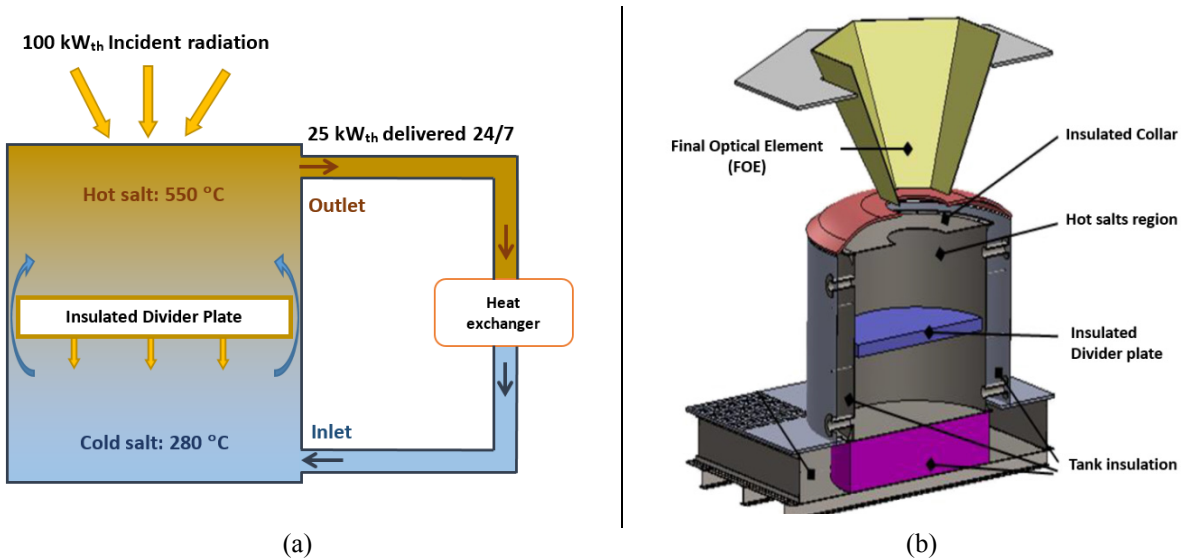 100 kWth Incident radiation
25 kWth delivered 24/7
Hot salt: 550 °C
Outlet
Insulated Divider Plate
Heat
exchanger
Cold salt: 280 °C
Inlet
(a)
Final Optical Element
(FOE)
Insulated Collar
Hot salts region
Insulated
Divider plate
Tank insulation
(b)